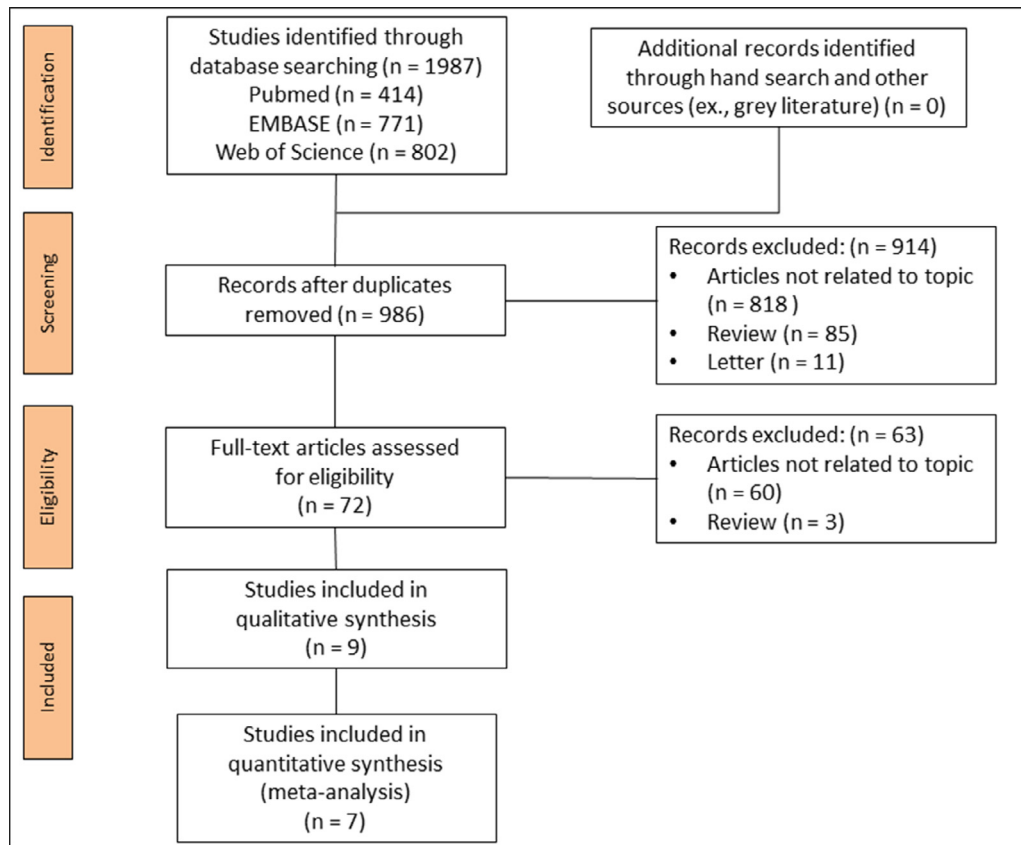 Identification
Studies identified through
database searching (n = 1987)
Pubmed (n = 414)
EMBASE (n = 771)
Web of Science (n = 802)
Additional records identified
through hand search and other
sources (ex., grey literature) (n = 0)
Screening
Records after duplicates
removed (n = 986)
Records excluded: (n = 914)
• Articles not related to topic
(n = 818 )
• Review (n = 85)
• Letter (n = 11)
Eligibility
Full-text articles assessed
for eligibility
(n = 72)
Records excluded: (n = 63)
• Articles not related to topic
(n = 60)
• Review (n = 3)
Included
Studies included in
qualitative synthesis
(n = 9)
Studies included in
quantitative synthesis
(meta-analysis)
(n = 7)